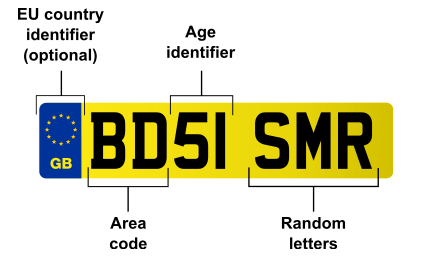 EU country
identifier
(optional)
Age
identifier
GB
BD51 SMR
Area
code
Random
letters